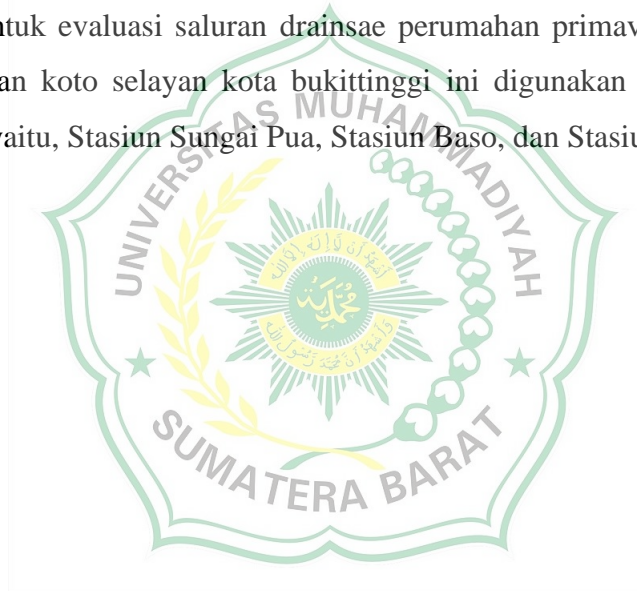 ntuk evaluasi saluran drainsae perumahan primav
an koto selayan kota bukittinggi ini digunakan
yaitu, Stasiun Sungai Pua, Stasiun Baso, dan Stasiu
UNIVERSITAS MUHAMMADIYAH
SUMATERA BARAT